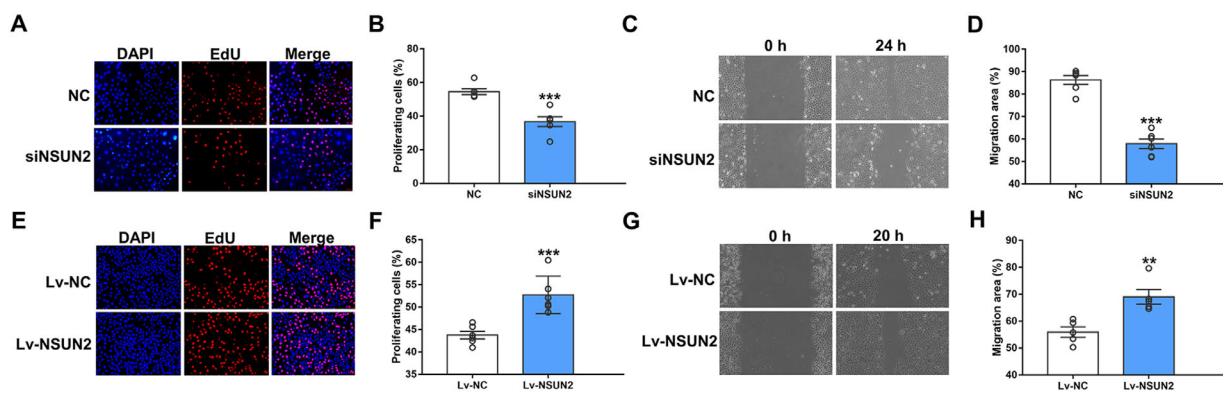 A
DAPI EdU Merge
NC
siNSUN2
B
Proliferating cells (%)
80
60
40
20
0
***
NC siNSUN2
C
0 h 24 h
NC
siNSUN2
D
Migration area (%)
100
90
80
70
60
50
40
***
NC siNSUN2
E
DAPI EdU Merge
Lv-NC
Lv-NSUN2
F
Proliferating cells (%)
65
60
55
50
45
40
35
***
Lv-NC Lv-NSUN2
G
0 h 20 h
Lv-NC
Lv-NSUN2
H
Migration area (%)
90
80
70
60
50
40
**
Lv-NC Lv-NSUN2